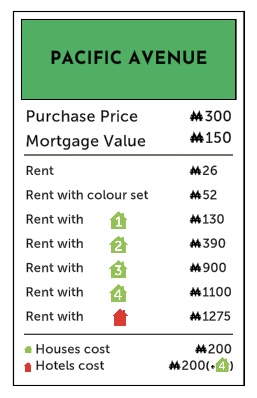 PACIFIC AVENUE
Purchase Price ₩300
Mortgage Value ₩150
Rent ₩26
Rent with colour set ₩52
Rent with 1 ₩130
Rent with 2 ₩390
Rent with 3 ₩900
Rent with 4 ₩1100
Rent with ₩1275
Houses cost ₩200
Hotels cost ₩200(+4)